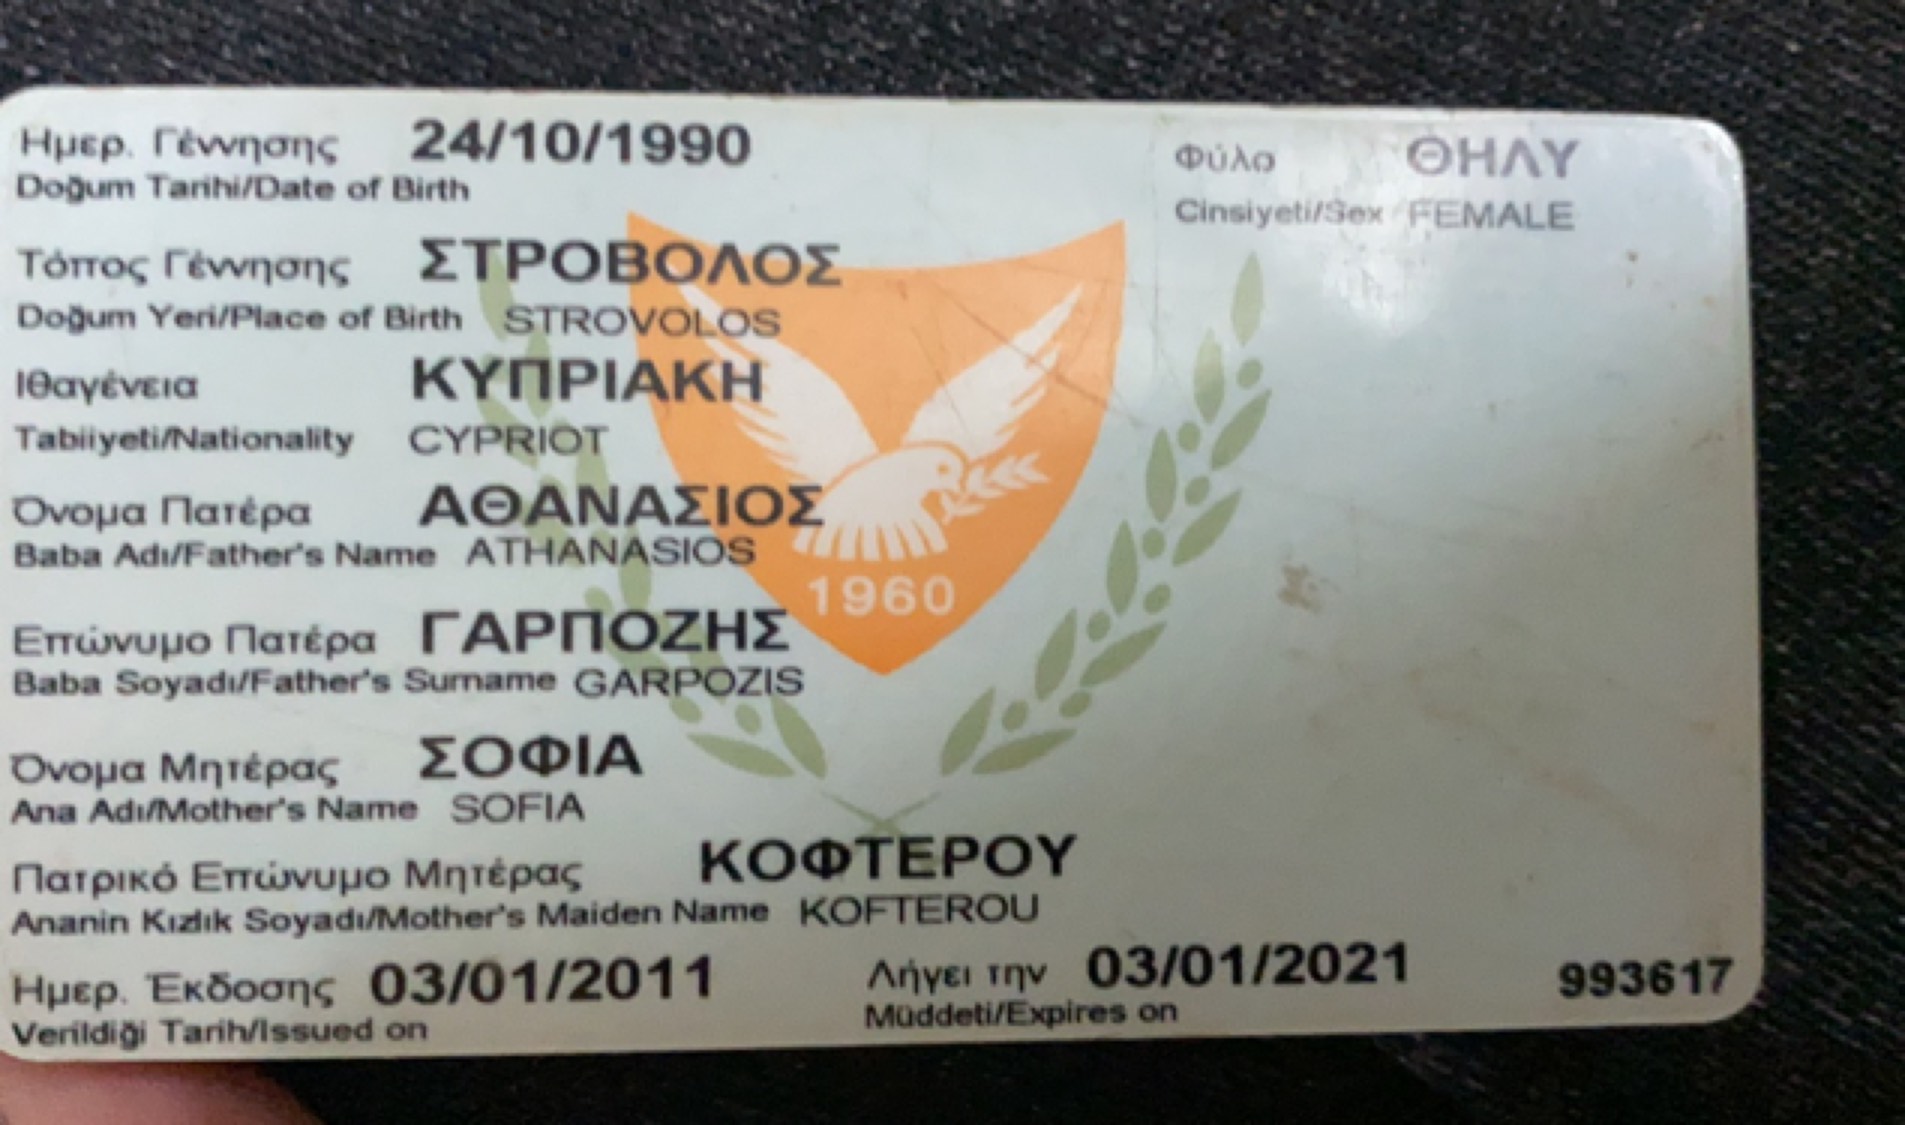 Ημερ. Γέννησης 24/10/1990
Doğum Tarihi/Date of Birth
Φύλο ΘΗΛΥ
Cinsiyeti/Sex FEMALE
Τόπος Γέννησης ΣΤΡΟΒΟΛΟΣ
Doğum Yeri/Place of Birth STROVOLOS
Ιθαγένεια ΚΥΠΡΙΑΚΗ
Tabiiyeti/Nationality CYPRIOT
Όνομα Πατέρα ΑΘΑΝΑΣΙΟΣ
Baba Adı/Father's Name ATHANASIOS
1960
Επώνυμο Πατέρα ΓΑΡΠΟΖΗΣ
Baba Soyadı/Father's Surname GARPOZIS
Όνομα Μητέρας ΣΟΦΙΑ
Ana Adı/Mother's Name SOFIA
Πατρικό Επώνυμο Μητέρας ΚΟΦΤΕΡΟΥ
Ananin Kızlık Soyadı/Mother's Maiden Name KOFTEROU
Ημερ. Έκδοσης 03/01/2011 Λήγει την 03/01/2021 993617
Verildiği Tarih/Issued on Müddeti/Expires on